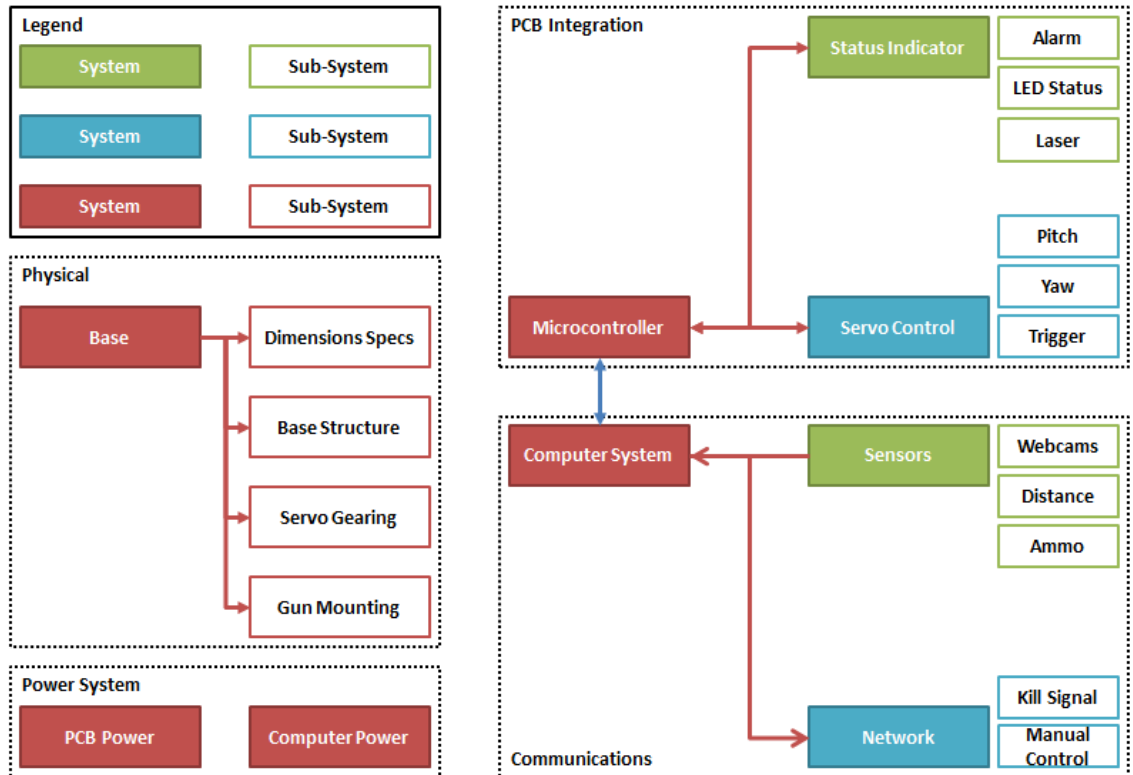 Legend
System
Sub-System
System
Sub-System
System
Sub-System
Physical
Base
Dimensions Specs
Base Structure
Servo Gearing
Gun Mounting
Power System
PCB Power
Computer Power
PCB Integration
Status Indicator
Alarm
LED Status
Laser
Pitch
Yaw
Microcontroller
Servo Control
Trigger
Computer System
Sensors
Webcams
Distance
Ammo
Kill Signal
Network
Manual
Control
Communications